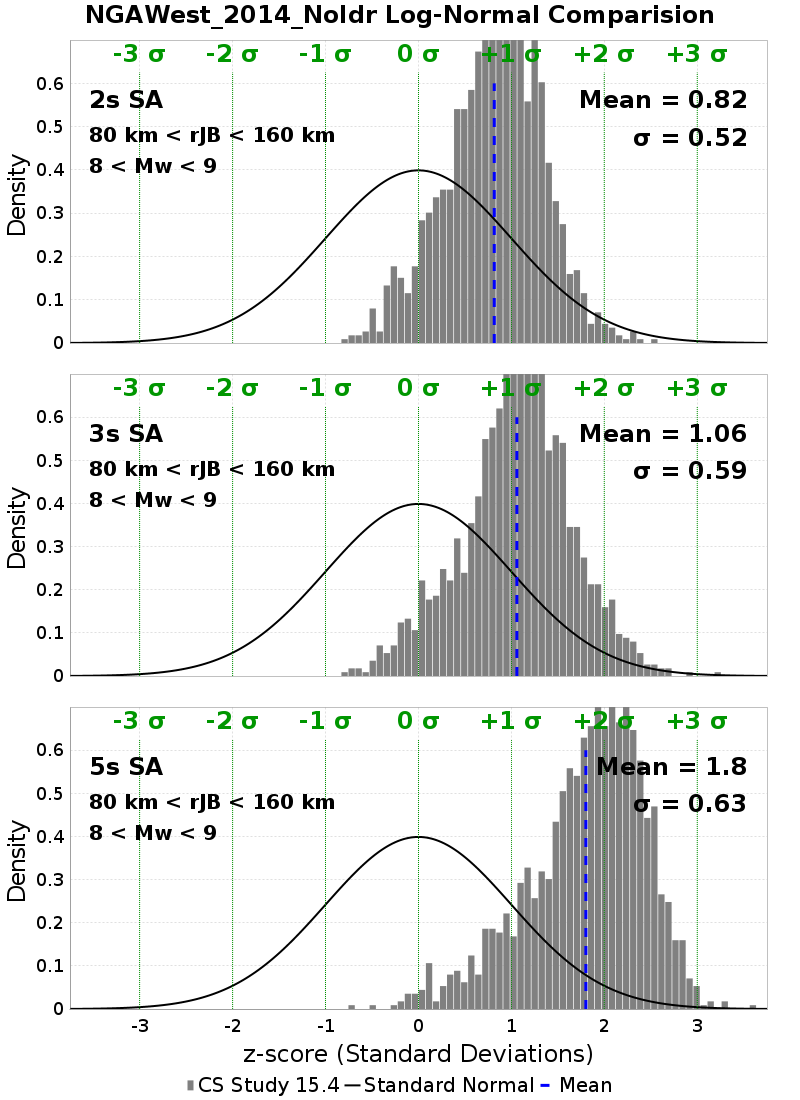 NGAWest_2014_NoIdr Log-Normal Comparision
-3 σ -2 σ -1 σ 0 σ +1 σ +2 σ +3 σ
2s SA
Mean = 0.82
80 km < rJB < 160 km
σ = 0.52
8 < Mw < 9
0.6
0.5
0.4
0.3
0.2
0.1
0
Density
-3 σ -2 σ -1 σ 0 σ +1 σ +2 σ +3 σ
3s SA
Mean = 1.06
80 km < rJB < 160 km
σ = 0.59
8 < Mw < 9
0.6
0.5
0.4
0.3
0.2
0.1
0
Density
-3 σ -2 σ -1 σ 0 σ +1 σ +2 σ +3 σ
5s SA
Mean = 1.8
80 km < rJB < 160 km
σ = 0.63
8 < Mw < 9
0.6
0.5
0.4
0.3
0.2
0.1
0
Density
-3 -2 -1 0 1 2 3
z-score (Standard Deviations)
CS Study 15.4 Standard Normal Mean